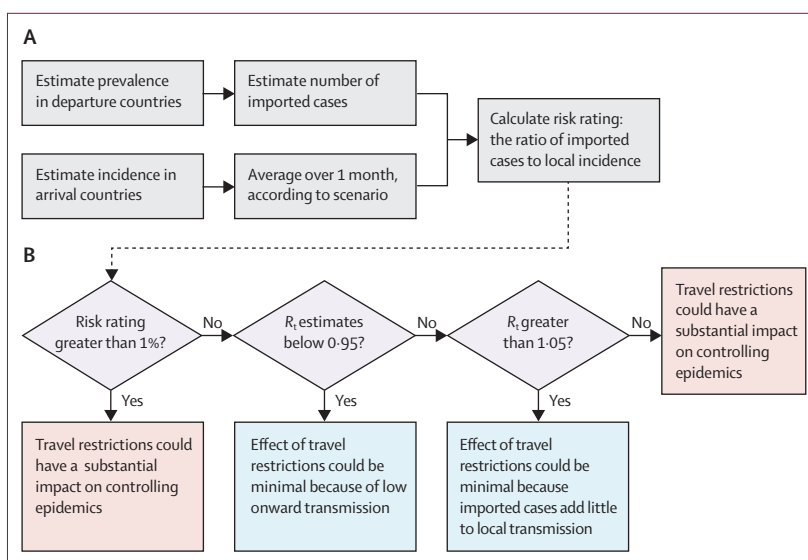 A
Estimate prevalence
in departure countries
Estimate number of
imported cases
Estimate incidence in
arrival countries
Average over 1 month,
according to scenario
Calculate risk rating:
the ratio of imported
cases to local incidence
B
Risk rating
greater than 1%?
No
Rt estimates
below 0·95?
No
Rt greater
than 1·05?
No
Travel restrictions
could have a
substantial impact
on controlling
epidemics
Yes
Yes
Yes
Travel restrictions could
have a substantial
impact on controlling
epidemics
Effect of travel
restrictions could be
minimal because of low
onward transmission
Effect of travel
restrictions could be
minimal because
imported cases add little
to local transmission